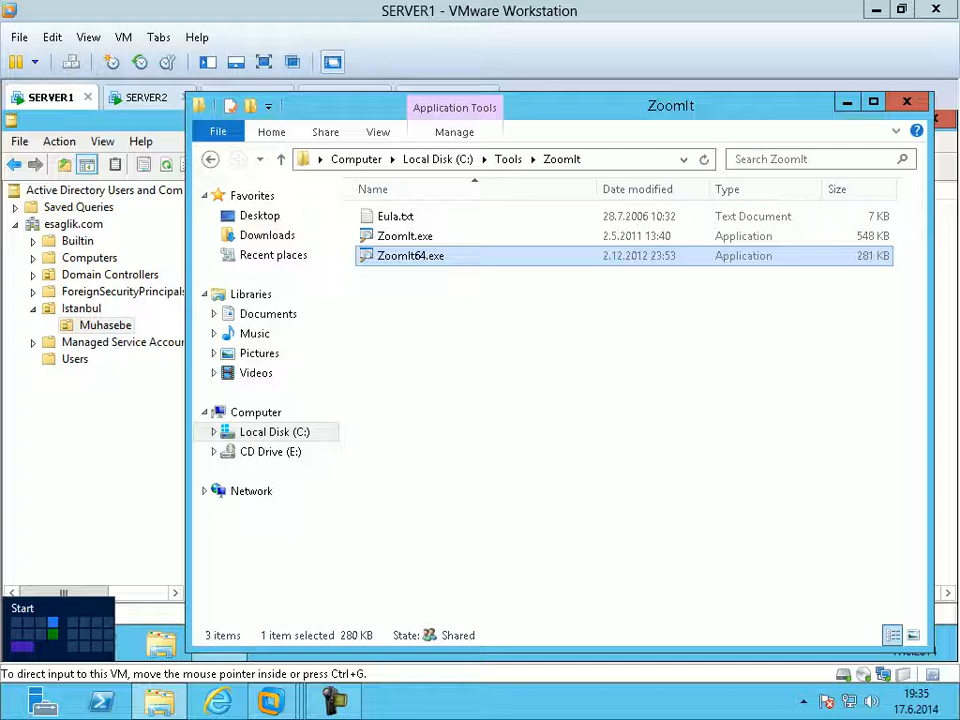 SERVER1 - VMware Workstation
File Edit View VM Tabs Help
SERVER1 SERVER2
Application Tools ZoomIt
File Home Share View Manage
File Action View Help
Computer Local Disk (C:) Tools ZoomIt Search ZoomIt
Active Directory Users and Com
Saved Queries
esaglik.com
Builtin
Computers
Domain Controllers
ForeignSecurityPrincipals
Istanbul
Muhasebe
Managed Service Accour
Users
Favorites
Desktop
Downloads
Recent places
Libraries
Documents
Music
Pictures
Videos
Computer
Local Disk (C:)
CD Drive (E:)
Network
Name Date modified Type Size
Eula.txt 28.7.2006 10:32 Text Document 7 KB
ZoomIt.exe 2.5.2011 13:40 Application 548 KB
ZoomIt64.exe 2.12.2012 23:53 Application 281 KB
Start
3 items 1 item selected 280 KB State: Shared
To direct input to this VM, move the mouse pointer inside or press Ctrl+G.
19:35
17.6.2014